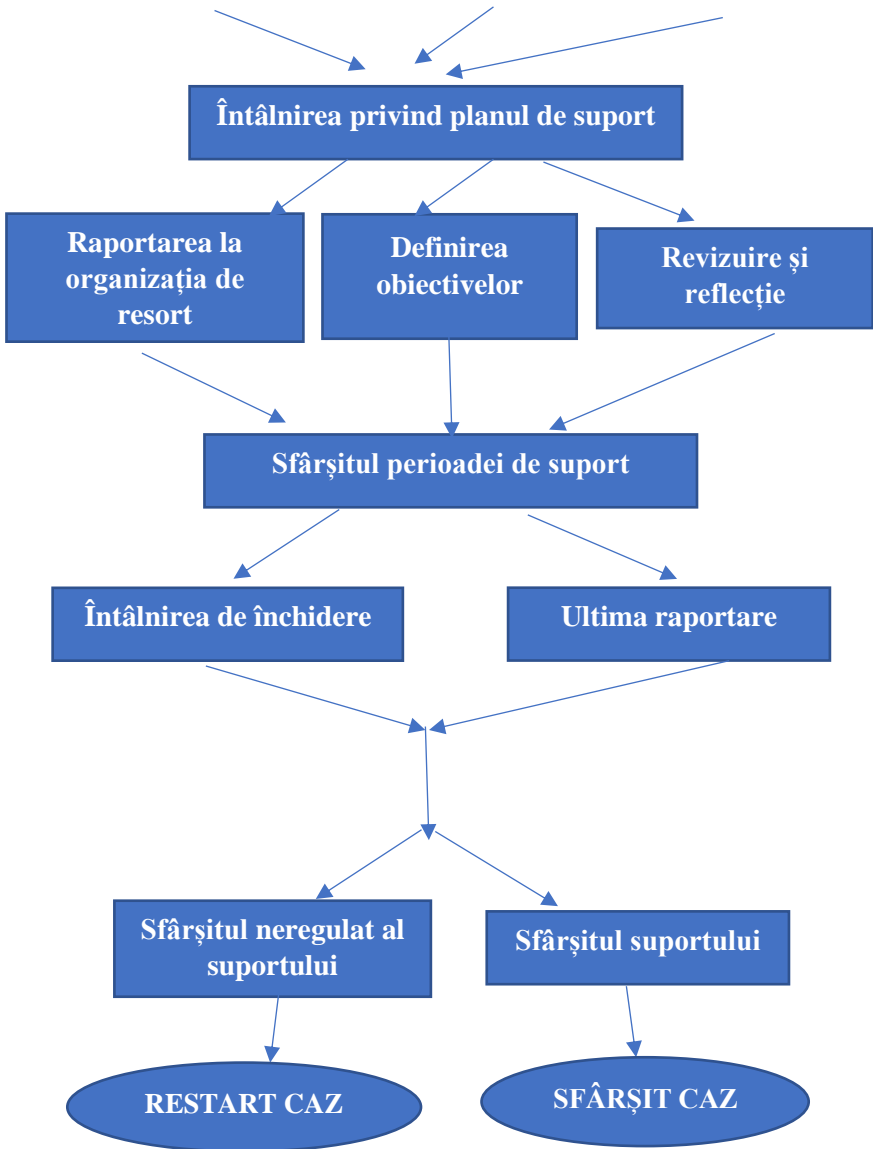 Întâlnirea privind planul de suport
Raportarea la
organizația de
resort
Definirea
obiectivelor
Revizuire și
reflecție
Sfârșitul perioadei de suport
Întâlnirea de închidere
Ultima raportare
Sfârșitul neregulat al
suportului
Sfârșitul suportului
RESTART CAZ
SFÂRȘIT CAZ